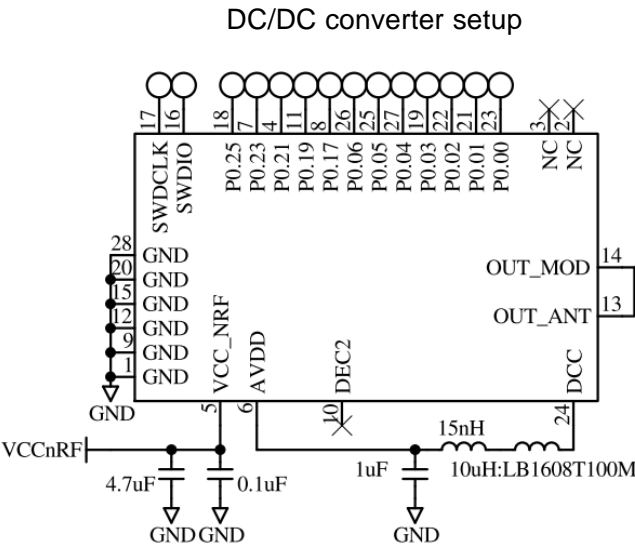 DC/DC converter setup
17 16 18 7 4 11 8 26 25 27 19 22 21 23 3 2
SWDCLK SWDIO P0.25 P0.23 P0.21 P0.19 P0.17 P0.06 P0.05 P0.04 P0.03 P0.02 P0.01 P0.00 NC NC
28 GND
20 GND
15 GND
12 GND
9 GND
1 GND
GND
OUT_MOD 14
OUT_ANT 13
VCC_NRF AVDD DEC2 DCC
5 6 10 24
VCCnRF
15nH
4.7uF 0.1uF 1uF 10uH:LB1608T100M
GND GND GND